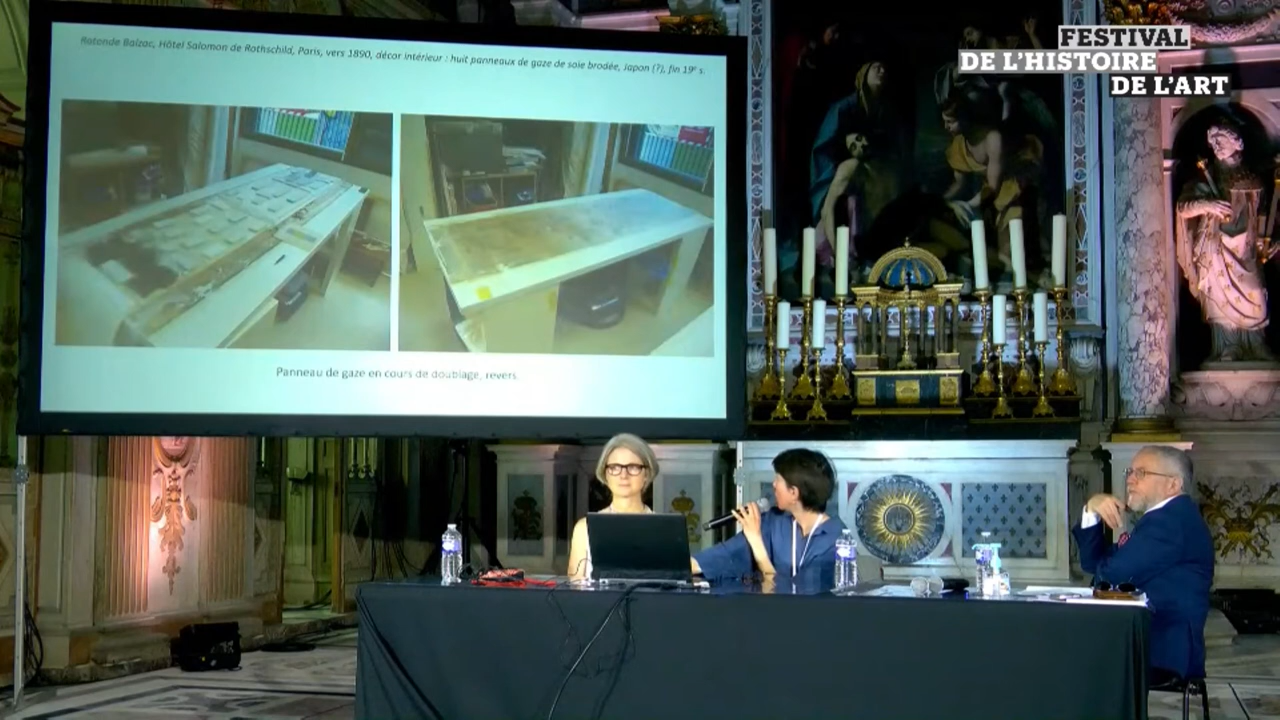 Rotonde Balzac, Hôtel Salomon de Rothschild, Paris, vers 1890, décor intérieur : huit panneaux de gaze de soie brodée, Japon (?), fin 19e s.
FESTIVAL
DE L'HISTOIRE
DE L'ART
Panneau de gaze en cours de doublage, revers.